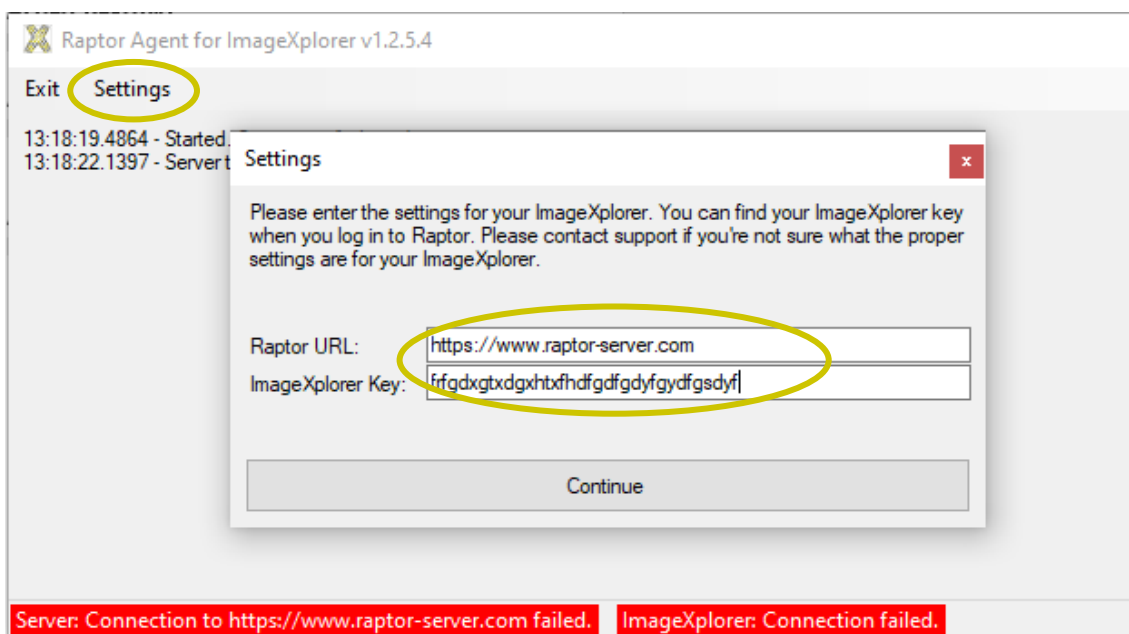 Raptor Agent for ImageXplorer v1.2.5.4
Exit Settings
13:18:19.4864 - Started.
13:18:22.1397 - Server t
Settings
x
Please enter the settings for your ImageXplorer. You can find your ImageXplorer key
when you log in to Raptor. Please contact support if you're not sure what the proper
settings are for your ImageXplorer.
Raptor URL: https://www.raptor-server.com
ImageXplorer Key: frfgdxgtxdgxhtxfhdfgdfgdyfgydfgsdyf
Continue
Server: Connection to https://www.raptor-server.com failed. ImageXplorer: Connection failed.